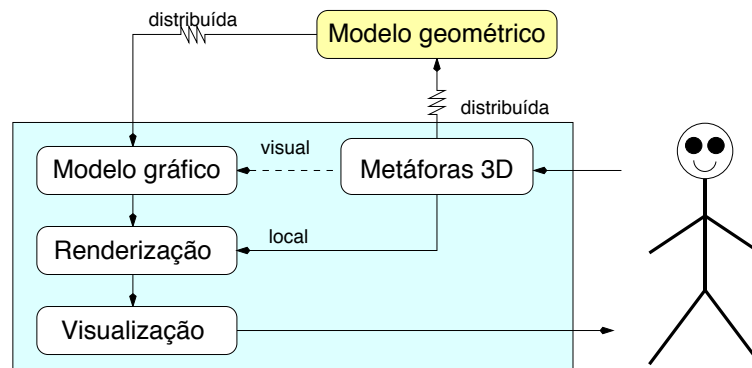 distribuída
Modelo geométrico
distribuída
visual
Modelo gráfico
Metáforas 3D
Renderização
local
Visualização